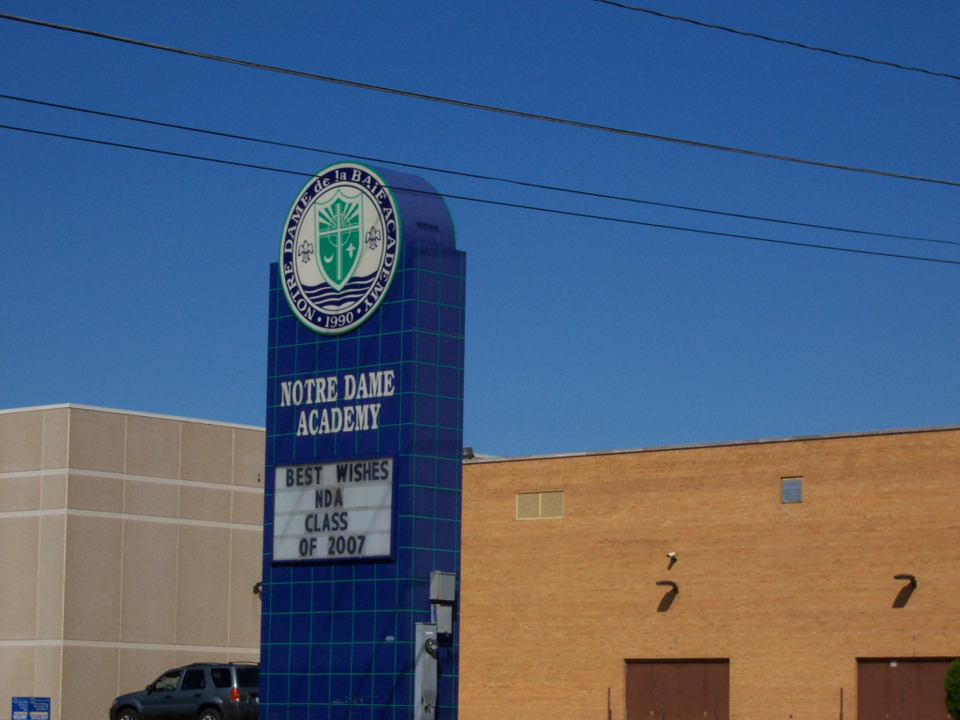 NOTRE DAME de la BAiE ACADEMY
• 1990 •
NOTRE DAME
ACADEMY
BEST WISHES
NDA
CLASS
OF 2007